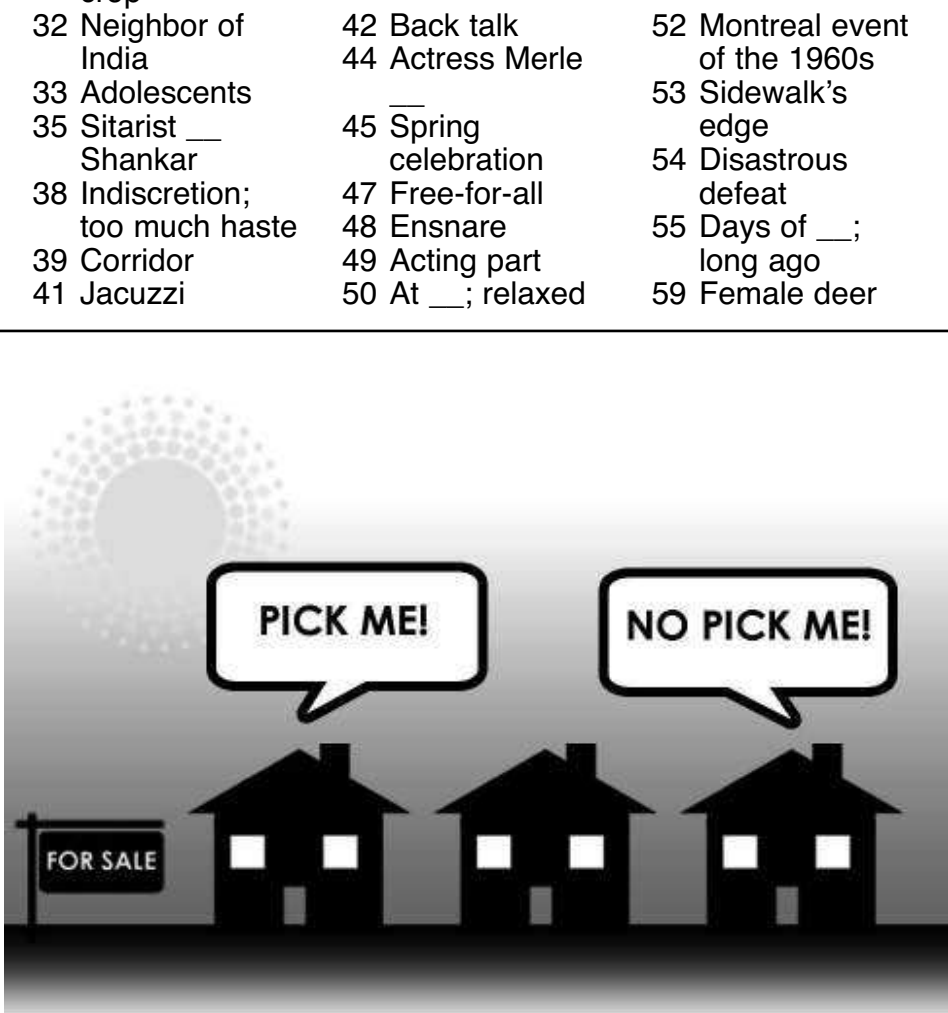 crop
32 Neighbor of
India
33 Adolescents
35 Sitarist __
Shankar
38 Indiscretion;
too much haste
39 Corridor
41 Jacuzzi
42 Back talk
44 Actress Merle
__
45 Spring
celebration
47 Free-for-all
48 Ensnare
49 Acting part
50 At __; relaxed
52 Montreal event
of the 1960s
53 Sidewalk's
edge
54 Disastrous
defeat
55 Days of __;
long ago
59 Female deer
PICK ME!
NO PICK ME!
FOR SALE